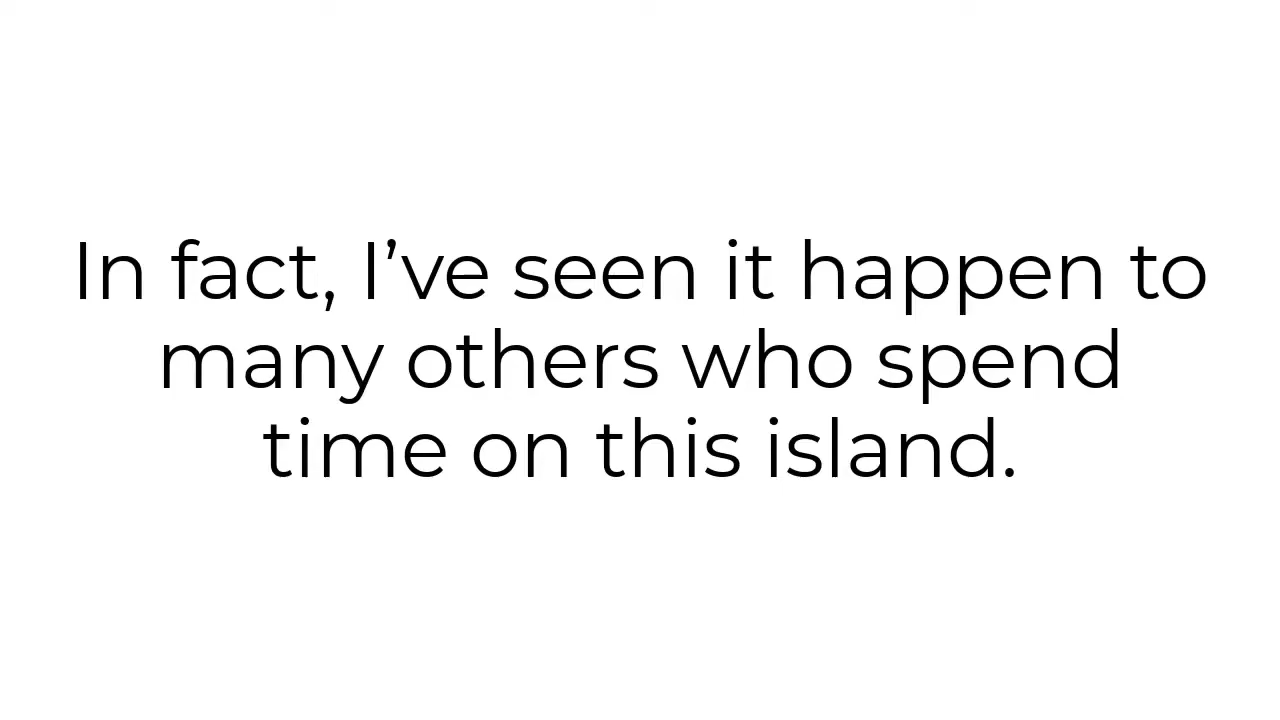 In fact, I’ve seen it happen to
many others who spend
time on this island.